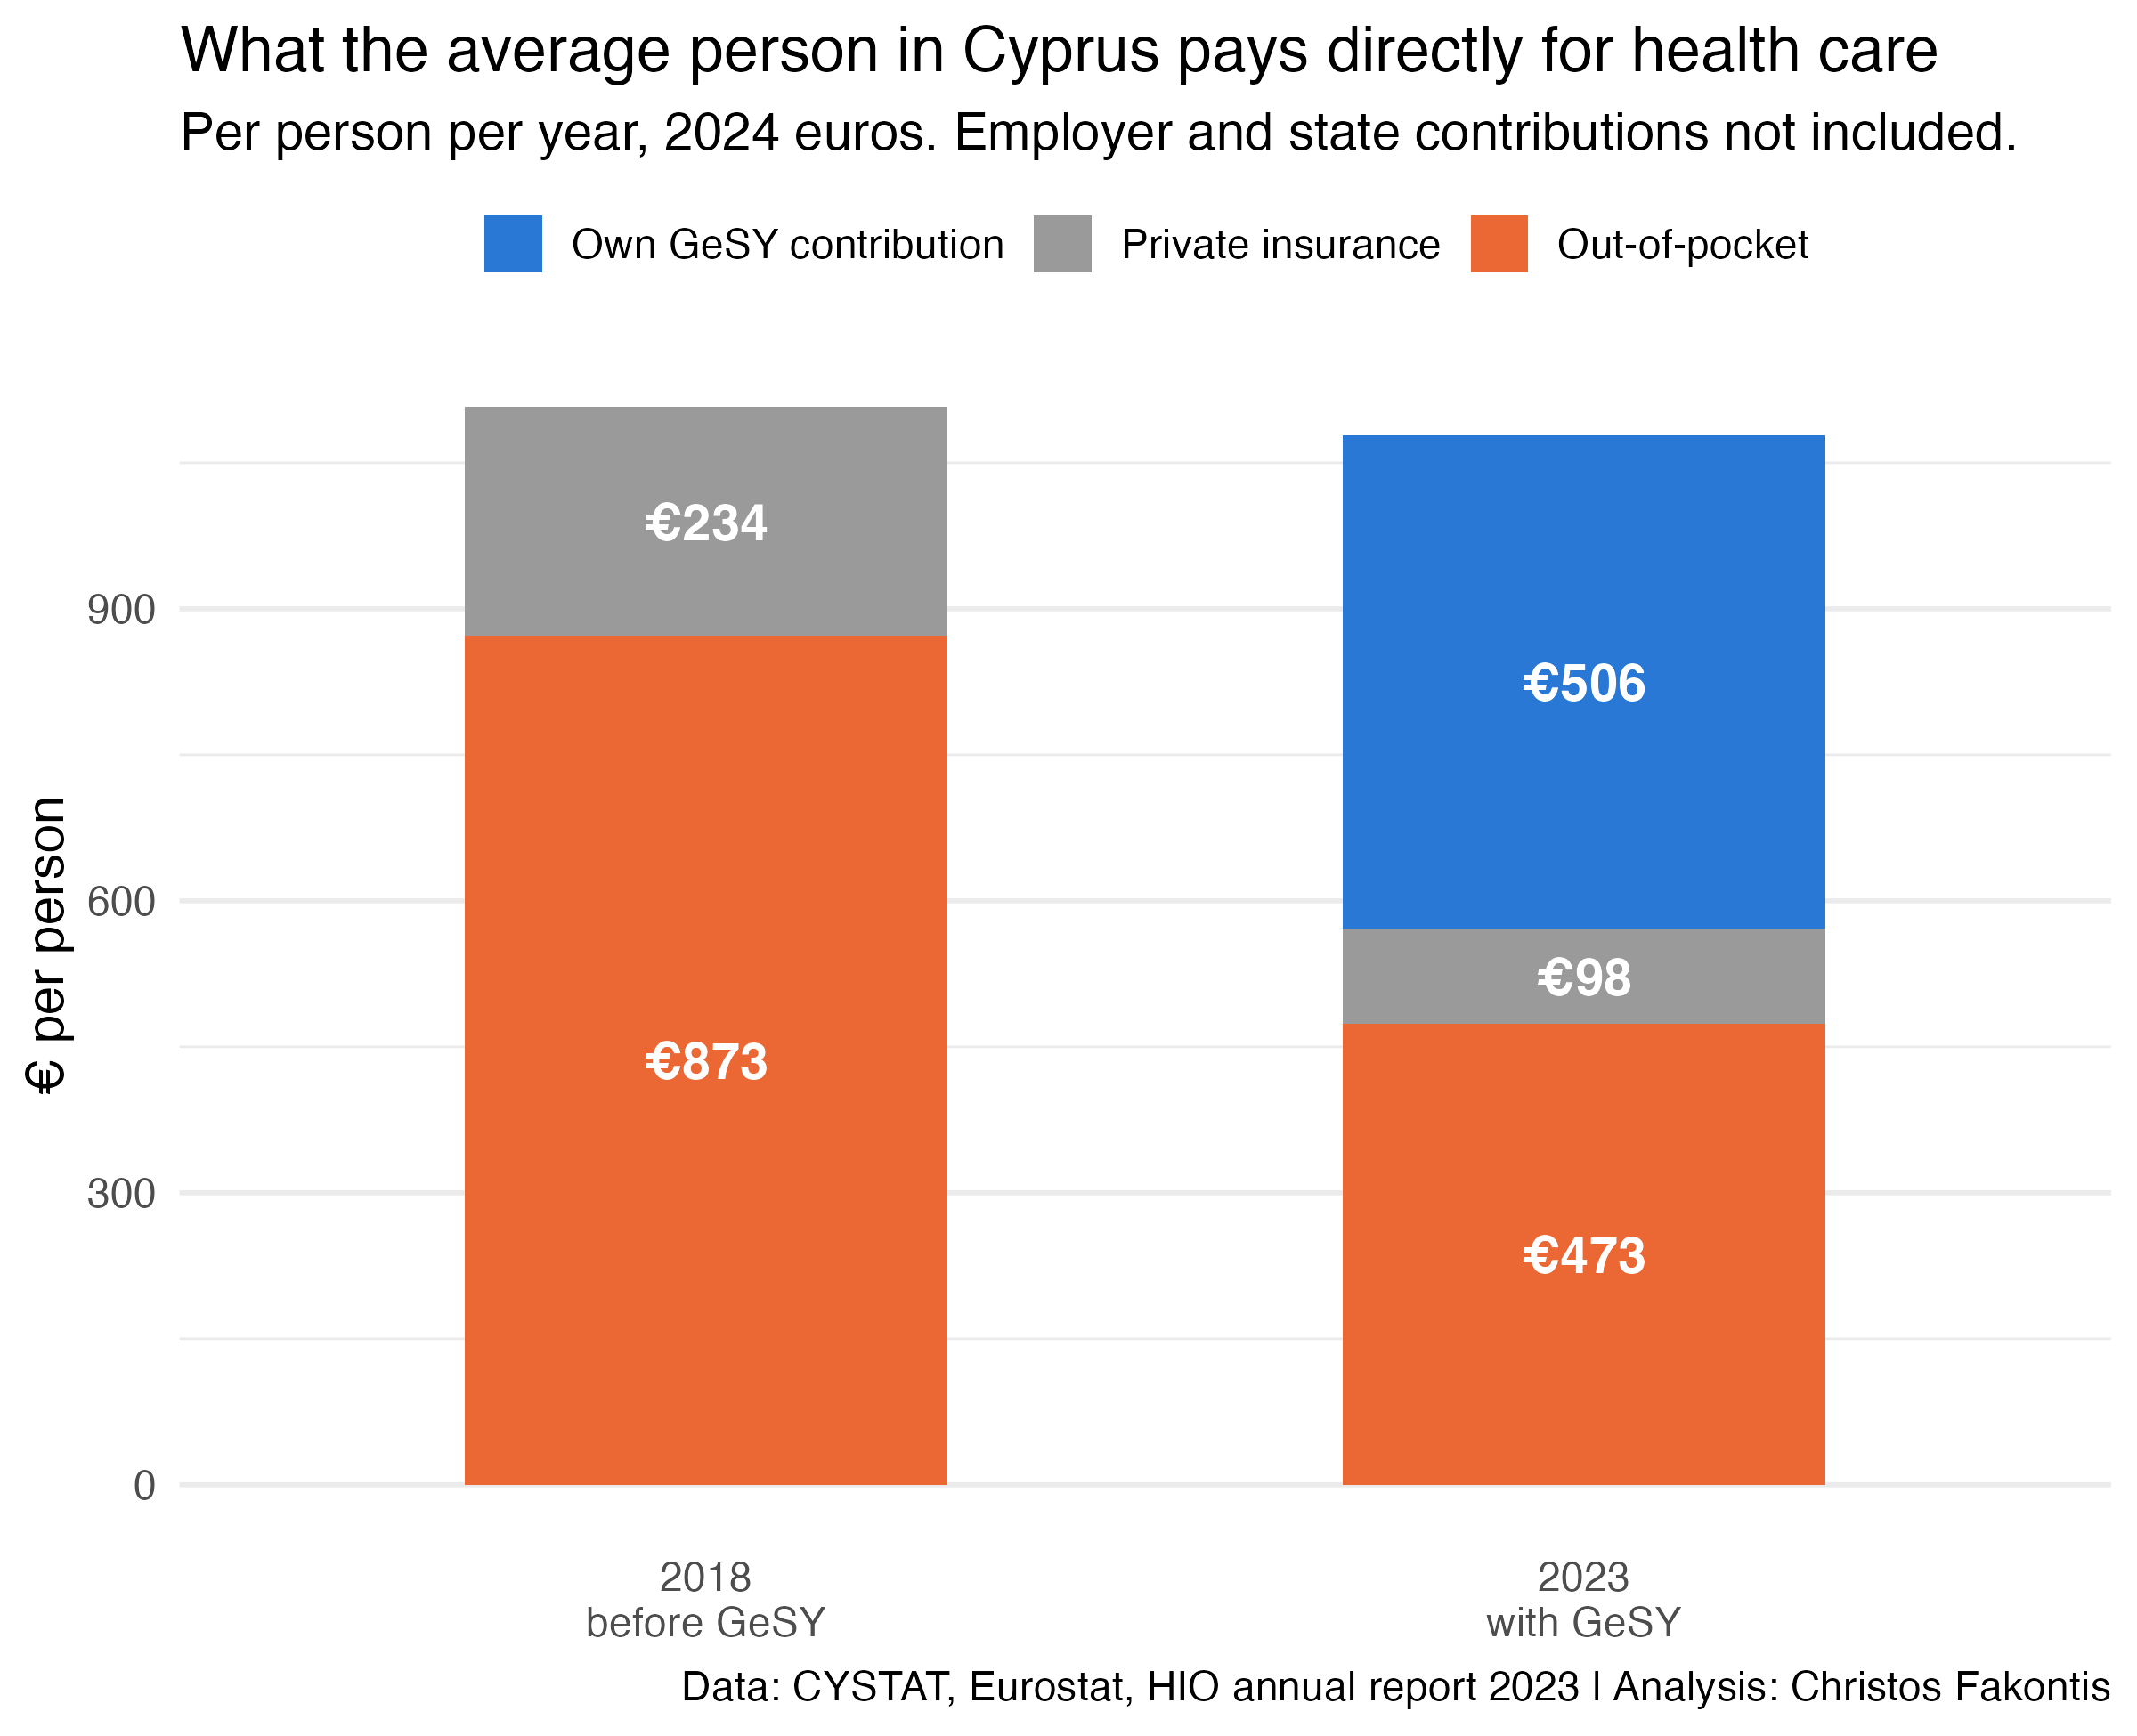 What the average person in Cyprus pays directly for health care
Per person per year, 2024 euros. Employer and state contributions not included.
Own GeSY contribution Private insurance Out-of-pocket
€ per person
900
600
300
0
€234
€873
€506
€98
€473
2018
before GeSY
2023
with GeSY
Data: CYSTAT, Eurostat, HIO annual report 2023 | Analysis: Christos Fakontis